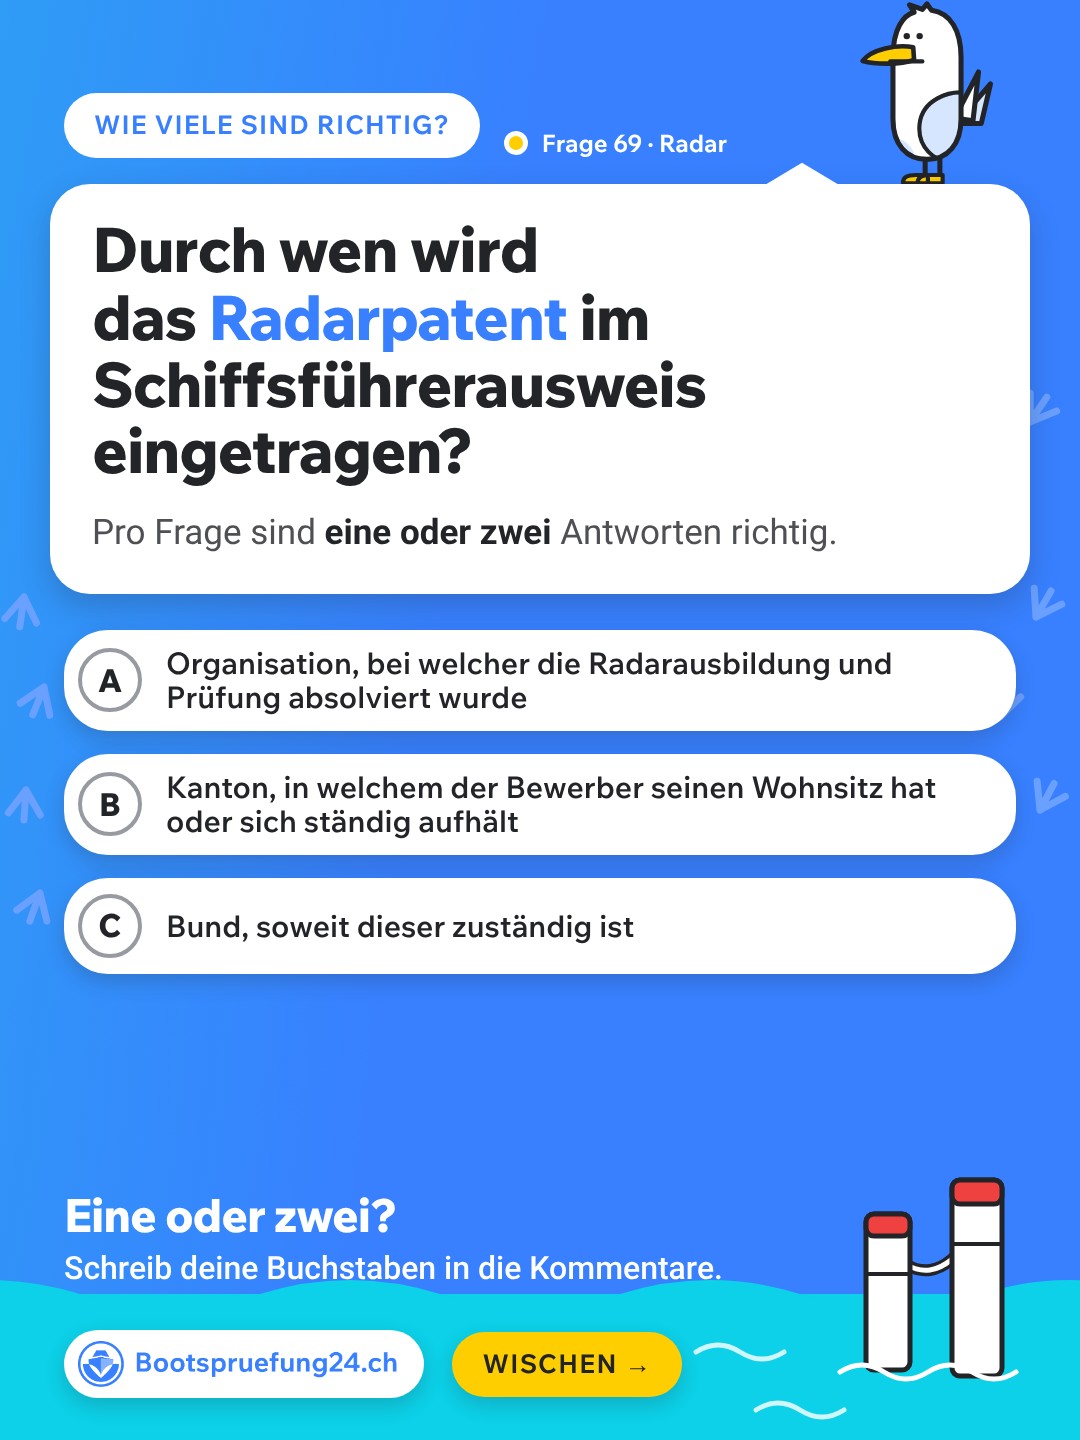 WIE VIELE SIND RICHTIG?
Frage 69 · Radar
Durch wen wird
das Radarpatent im
Schiffsführerausweis
eingetragen?
Pro Frage sind eine oder zwei Antworten richtig.
A
Organisation, bei welcher die Radarausbildung und
Prüfung absolviert wurde
B
Kanton, in welchem der Bewerber seinen Wohnsitz hat
oder sich ständig aufhält
C
Bund, soweit dieser zuständig ist
Eine oder zwei?
Schreib deine Buchstaben in die Kommentare.
Bootspruefung24.ch
WISCHEN →